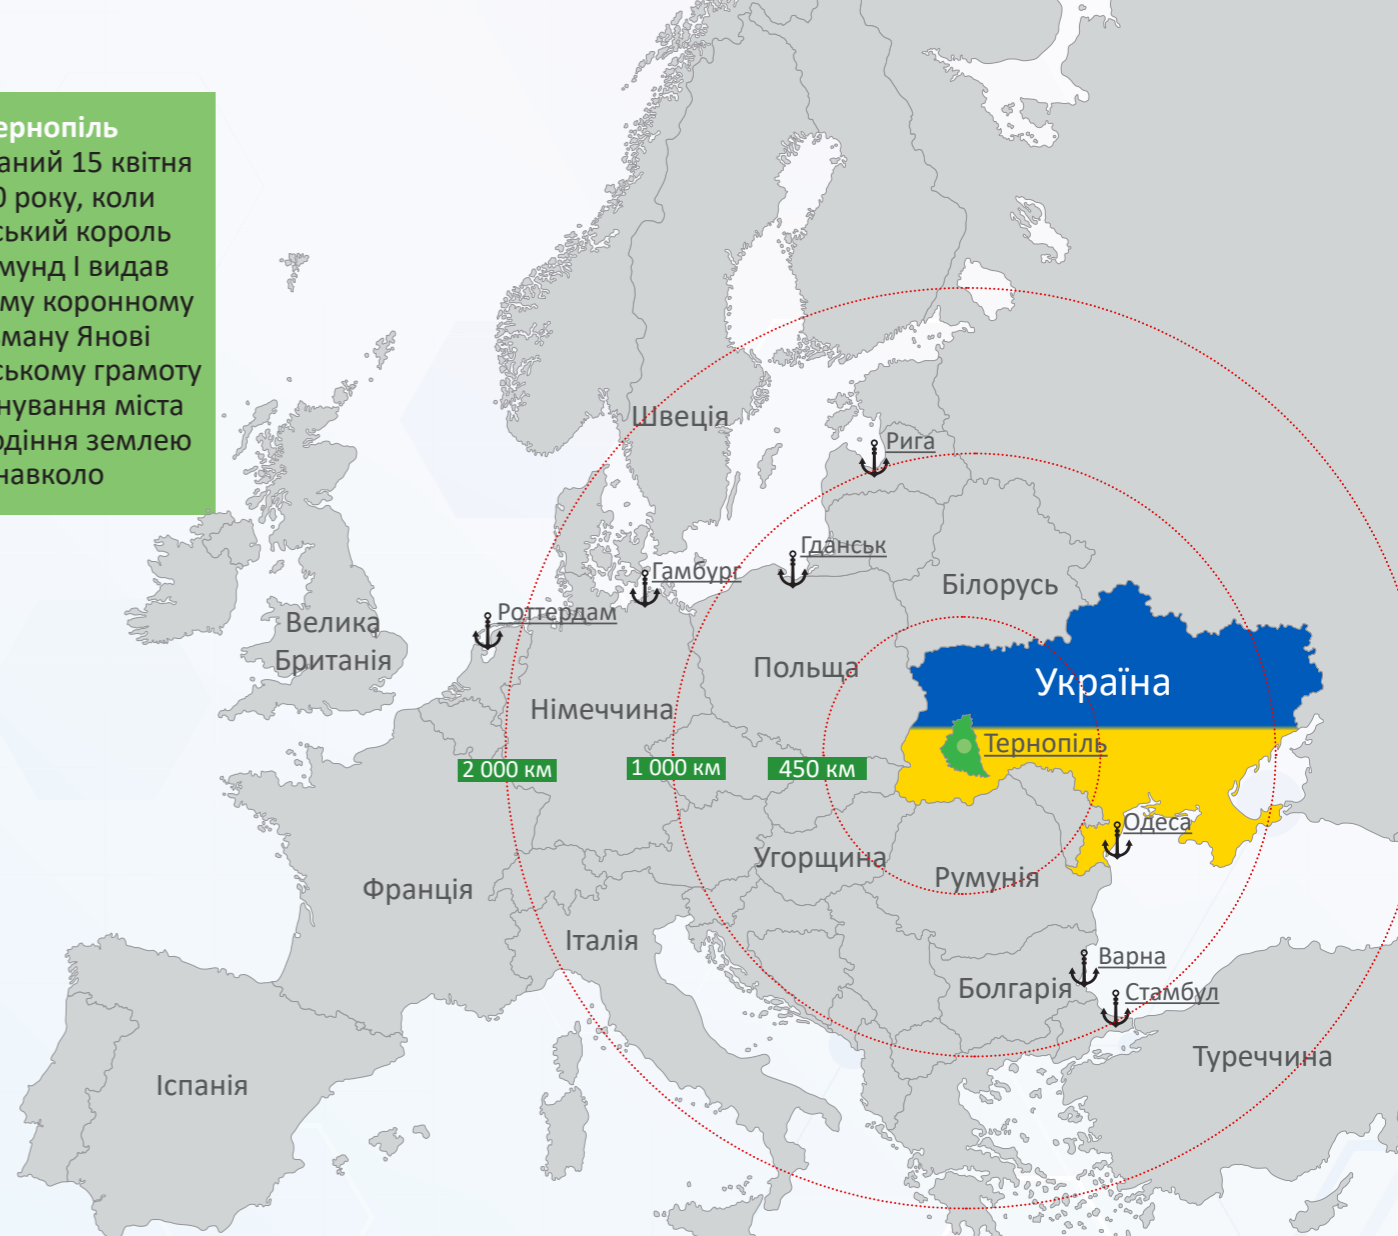 ернопіль
аний 15 квітня
0 року, коли
ський король
мунд І видав
ому коронному
ману Янові
ському грамоту
нування міста
одіння землею
навколо
Швеція
Рига
Гданськ
Гамбург
Роттердам
Білорусь
Велика
Британія
Польща
Україна
Німеччина
Тернопіль
2 000 км
1 000 км
450 км
Одеса
Угорщина
Румунія
Франція
Італія
Варна
Болгарія
Стамбул
Туреччина
Іспанія